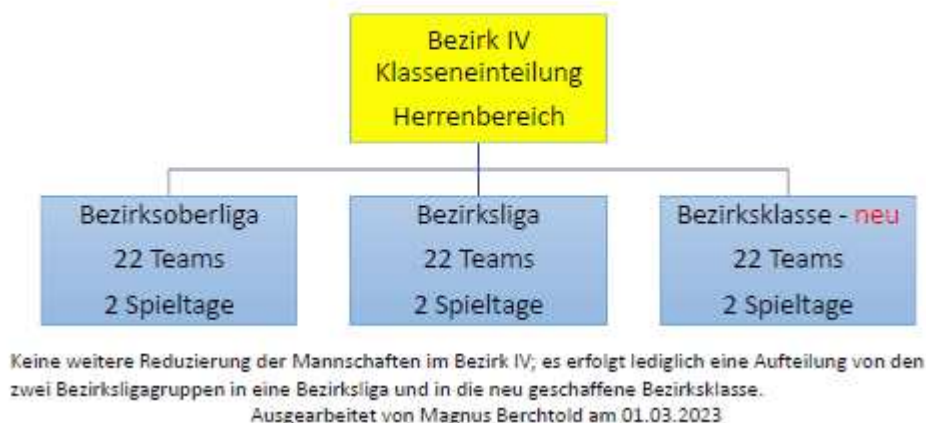 Bezirk IV
Klasseneinteilung
Herrenbereich
Bezirksoberliga
22 Teams
2 Spieltage
Bezirksliga
22 Teams
2 Spieltage
Bezirksklasse - neu
22 Teams
2 Spieltage
Keine weitere Reduzierung der Mannschaften im Bezirk IV; es erfolgt lediglich eine Aufteilung von den
zwei Bezirksligagruppen in eine Bezirksliga und in die neu geschaffene Bezirksklasse.
Ausgearbeitet von Magnus Berchtold am 01.03.2023